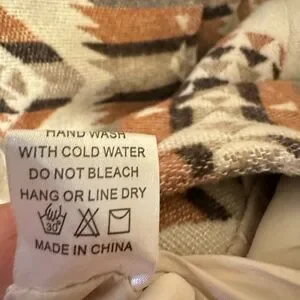 HAND WASH
WITH COLD WATER
DO NOT BLEACH
HANG OR LINE DRY
30°
MADE IN CHINA